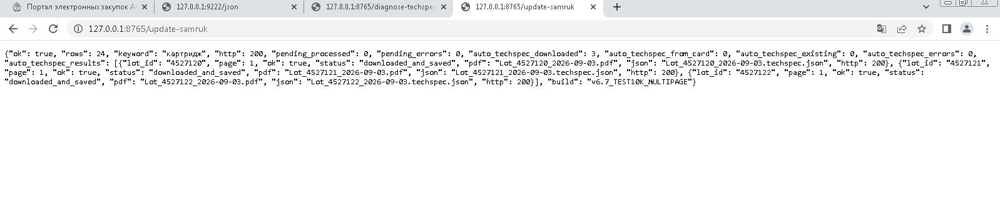 Портал электронных закупок А
127.0.0.1:9222/json
127.0.0.1:8765/diagnose-techspec
127.0.0.1:8765/update-samruk
127.0.0.1:8765/update-samruk
{"ok": true, "rows": 24, "keyword": "картридж", "http": 200, "pending_processed": 0, "pending_errors": 0, "auto_techspec_downloaded": 3, "auto_techspec_from_card": 0, "auto_techspec_existing": 0, "auto_techspec_errors": 0,
"auto_techspec_results": [{"lot_id": "4527120", "page": 1, "ok": true, "status": "downloaded_and_saved", "pdf": "Lot_4527120_2026-09-03.pdf", "json": "Lot_4527120_2026-09-03.techspec.json", "http": 200}, {"lot_id": "4527121",
"page": 1, "ok": true, "status": "downloaded_and_saved", "pdf": "Lot_4527121_2026-09-03.pdf", "json": "Lot_4527121_2026-09-03.techspec.json", "http": 200}, {"lot_id": "4527122", "page": 1, "ok": true, "status":
"downloaded_and_saved", "pdf": "Lot_4527122_2026-09-03.pdf", "json": "Lot_4527122_2026-09-03.techspec.json", "http": 200}], "build": "v6.7_TEST10K_MULTIPAGE"}